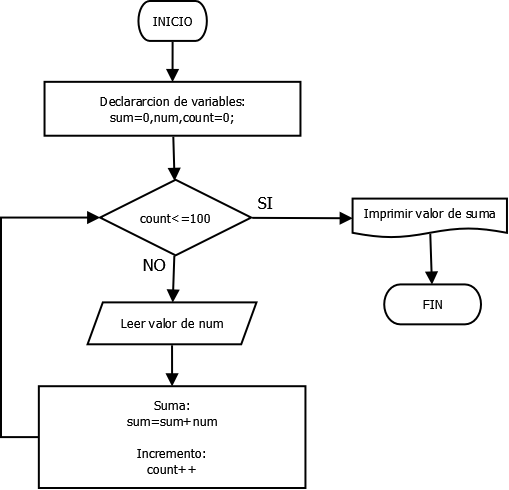 INICIO
Declararcion de variables:
sum=0,num,count=0;
count<=100
SI
Imprimir valor de suma
NO
FIN
Leer valor de num
Suma:
sum=sum+num
Incremento:
count++